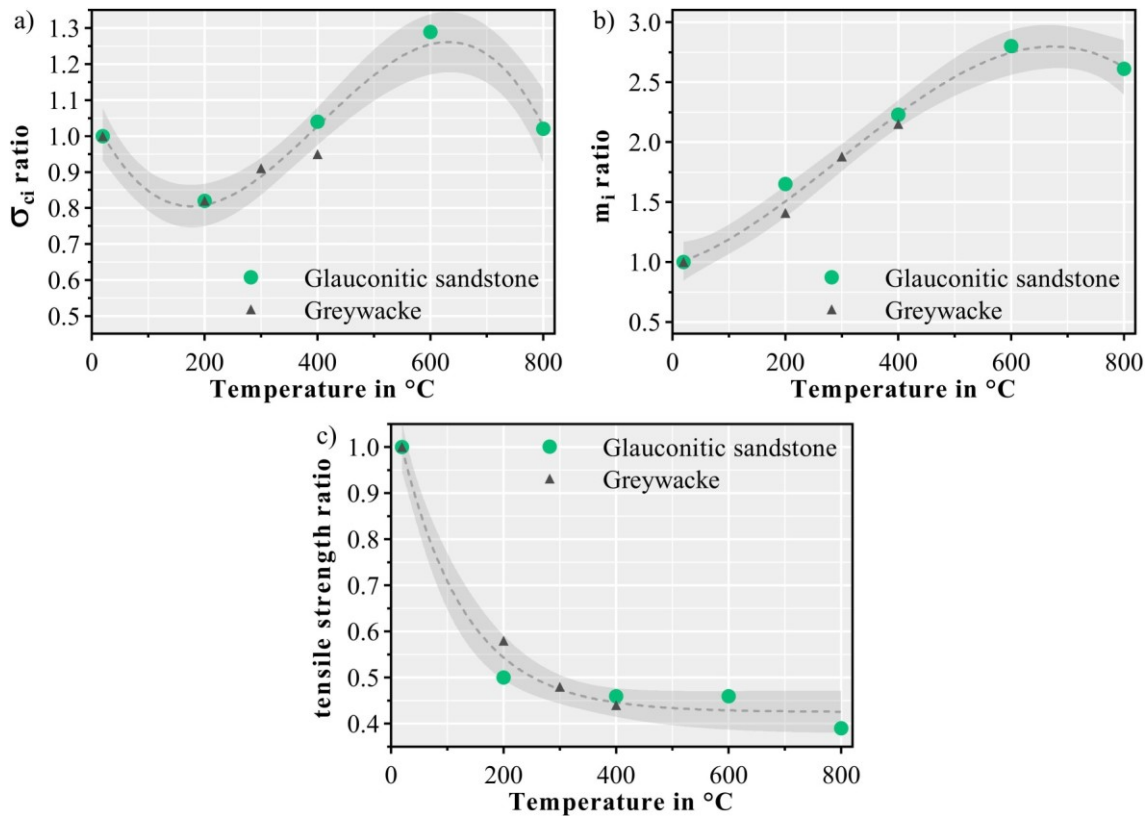 a)
1.3
1.2
1.1
1.0
0.9
0.8
0.7
0.6
0.5
σci ratio
Glauconitic sandstone
Greywacke
0 200 400 600 800
Temperature in °C
b)
3.0
2.5
2.0
1.5
1.0
0.5
mi ratio
Glauconitic sandstone
Greywacke
0 200 400 600 800
Temperature in °C
c)
1.0
0.9
0.8
0.7
0.6
0.5
0.4
tensile strength ratio
Glauconitic sandstone
Greywacke
0 200 400 600 800
Temperature in °C